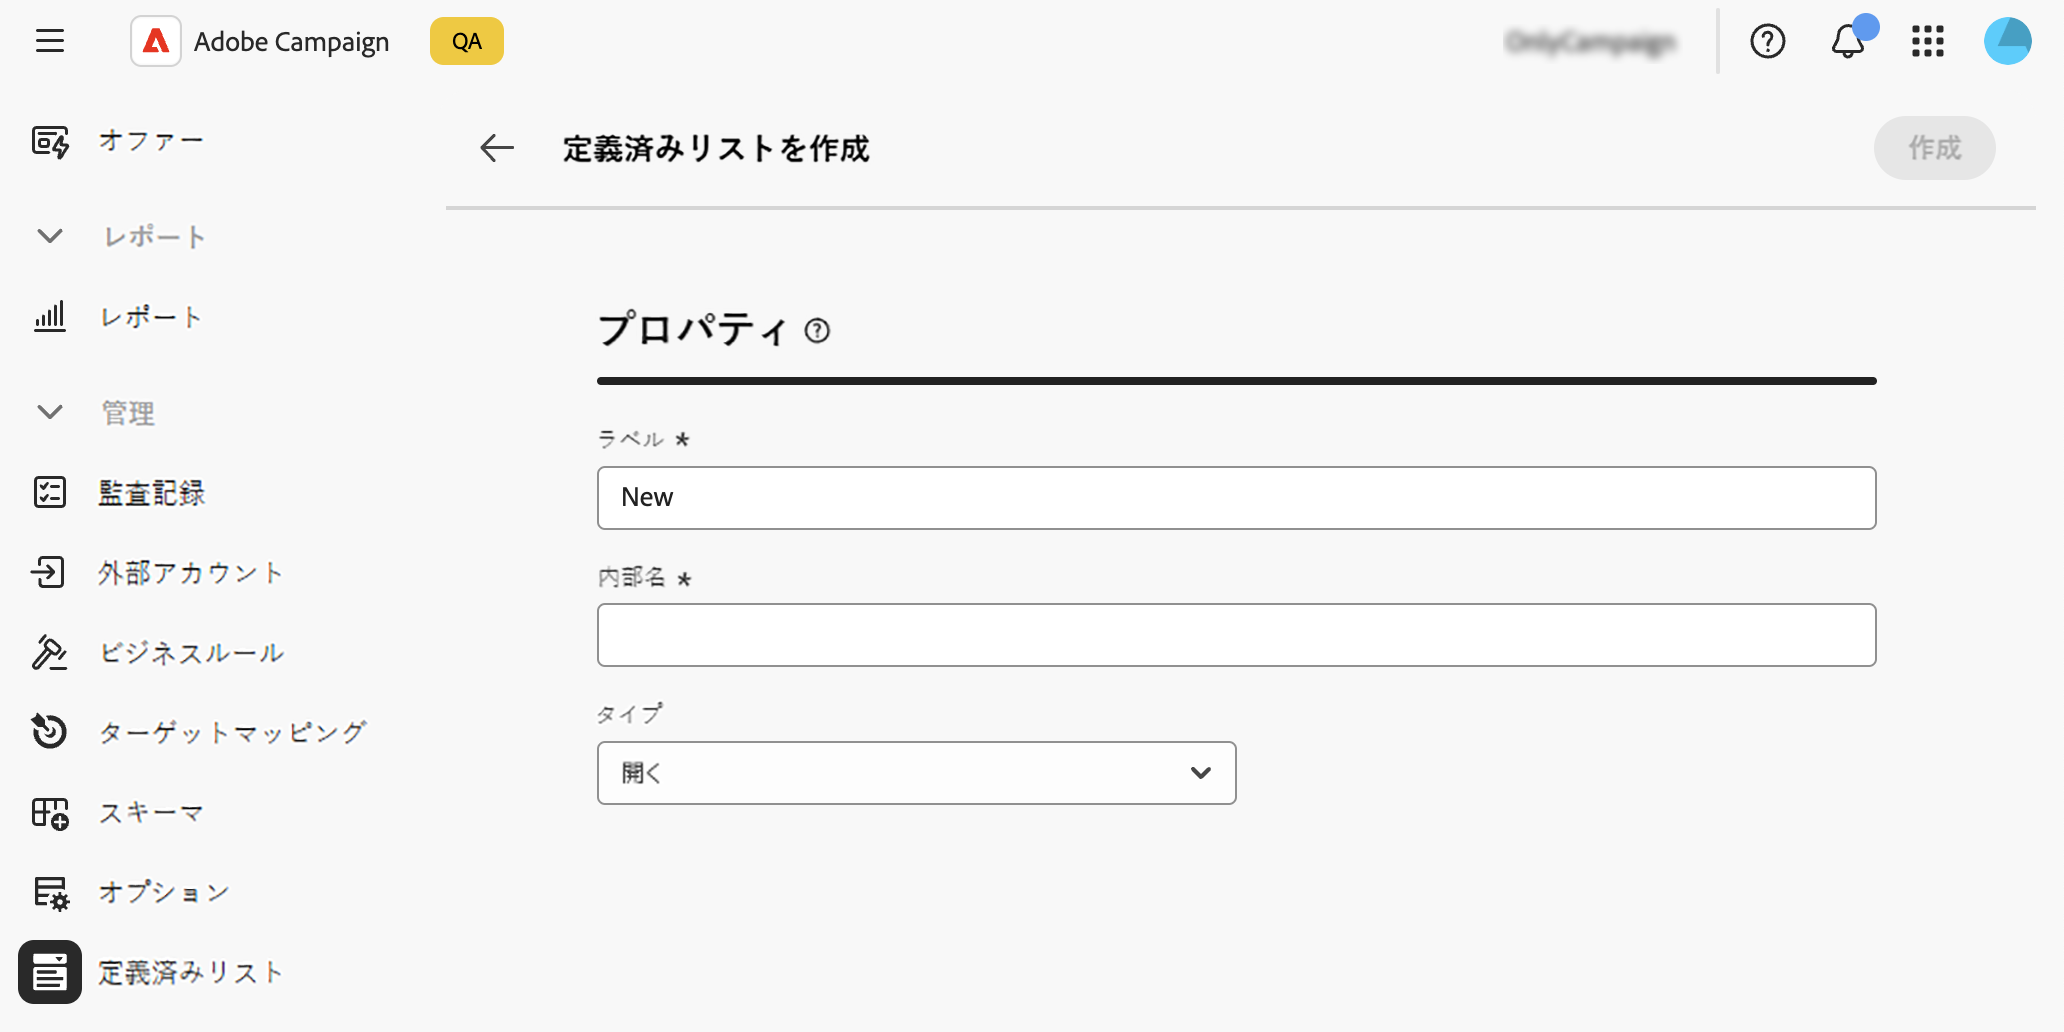 Adobe Campaign
QA
オファー
レポート
レポート
管理
監査記録
外部アカウント
ビジネスルール
ターゲットマッピング
スキーマ
オプション
定義済みリスト
定義済みリストを作成
作成
プロパティ
ラベル *
New
内部名 *
タイプ
開く